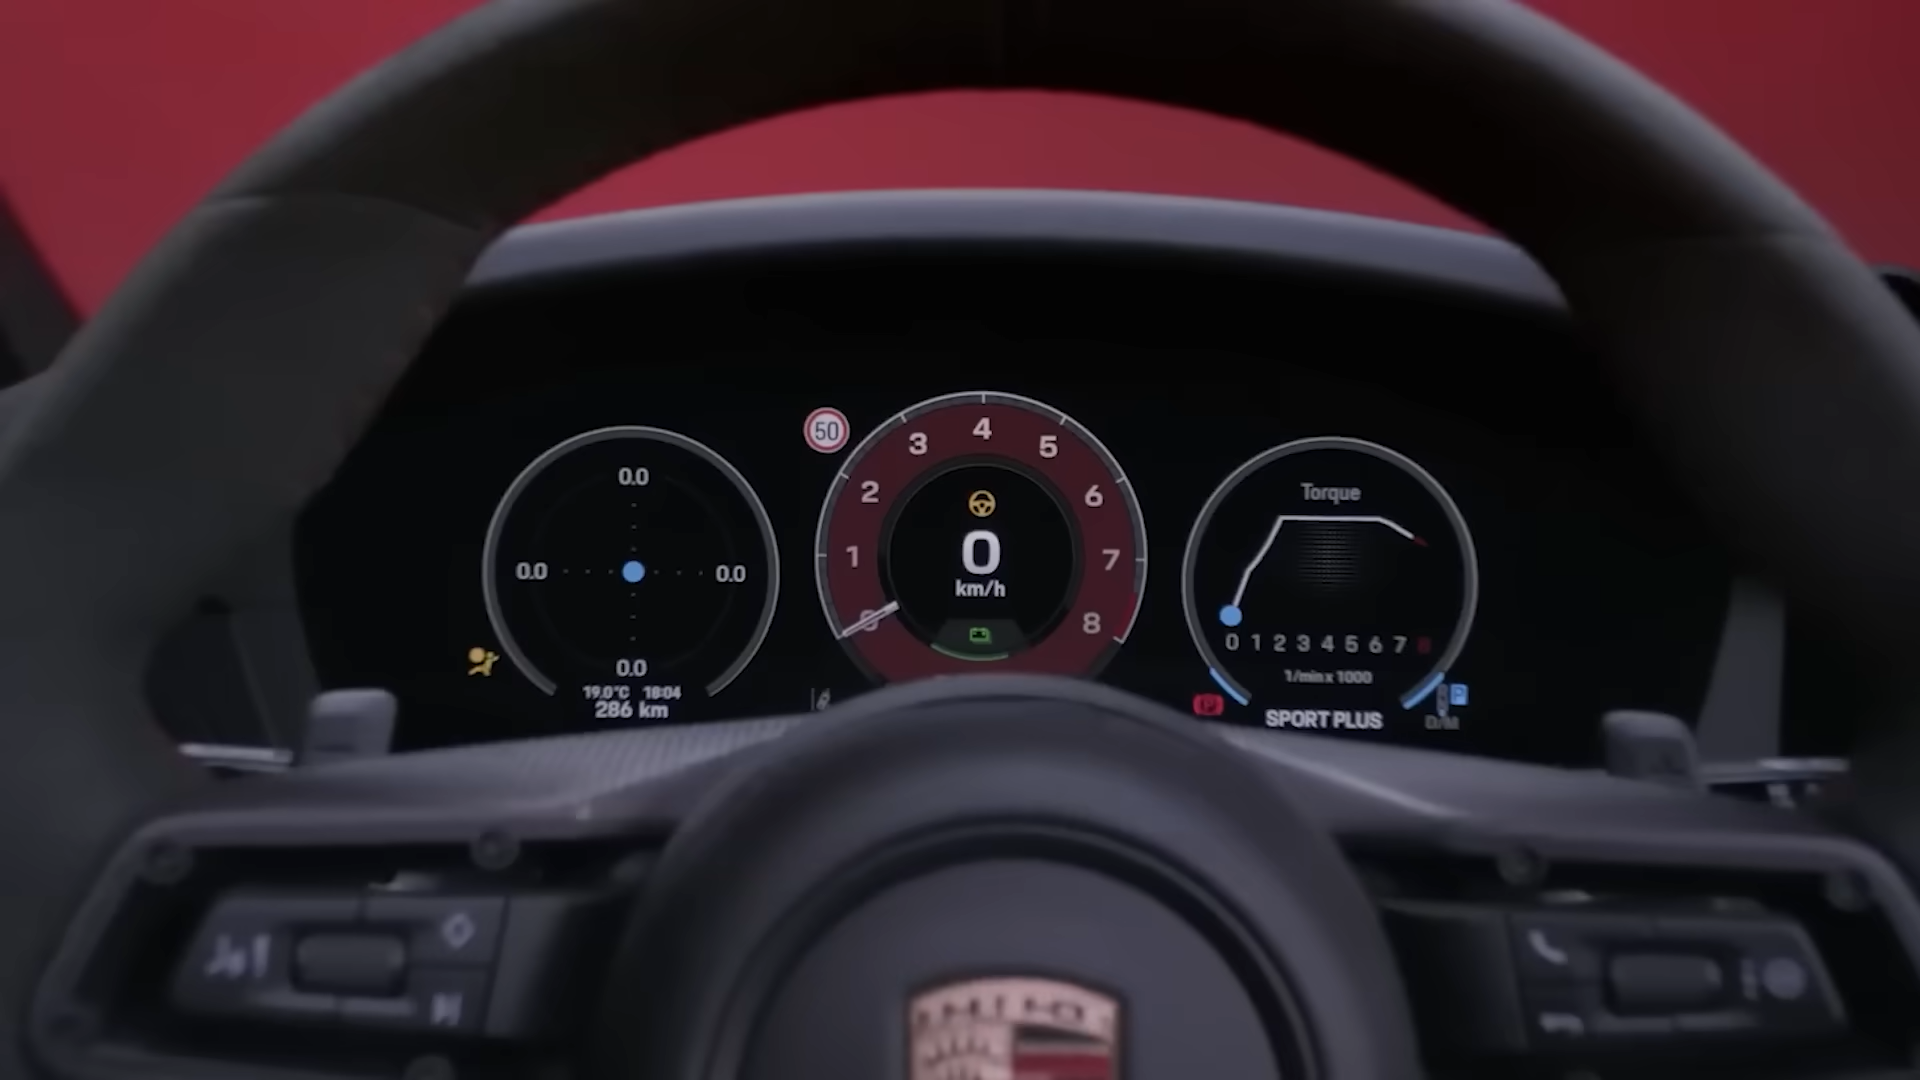 0.0
0.0 0.0
0.0
19.0°C 18:04
286 km
50
0 1 2 3 4 5 6 7 8
0
km/h
Torque
0 1 2 3 4 5 6 7 8
1/min x 1000
SPORT PLUS
P
D/M